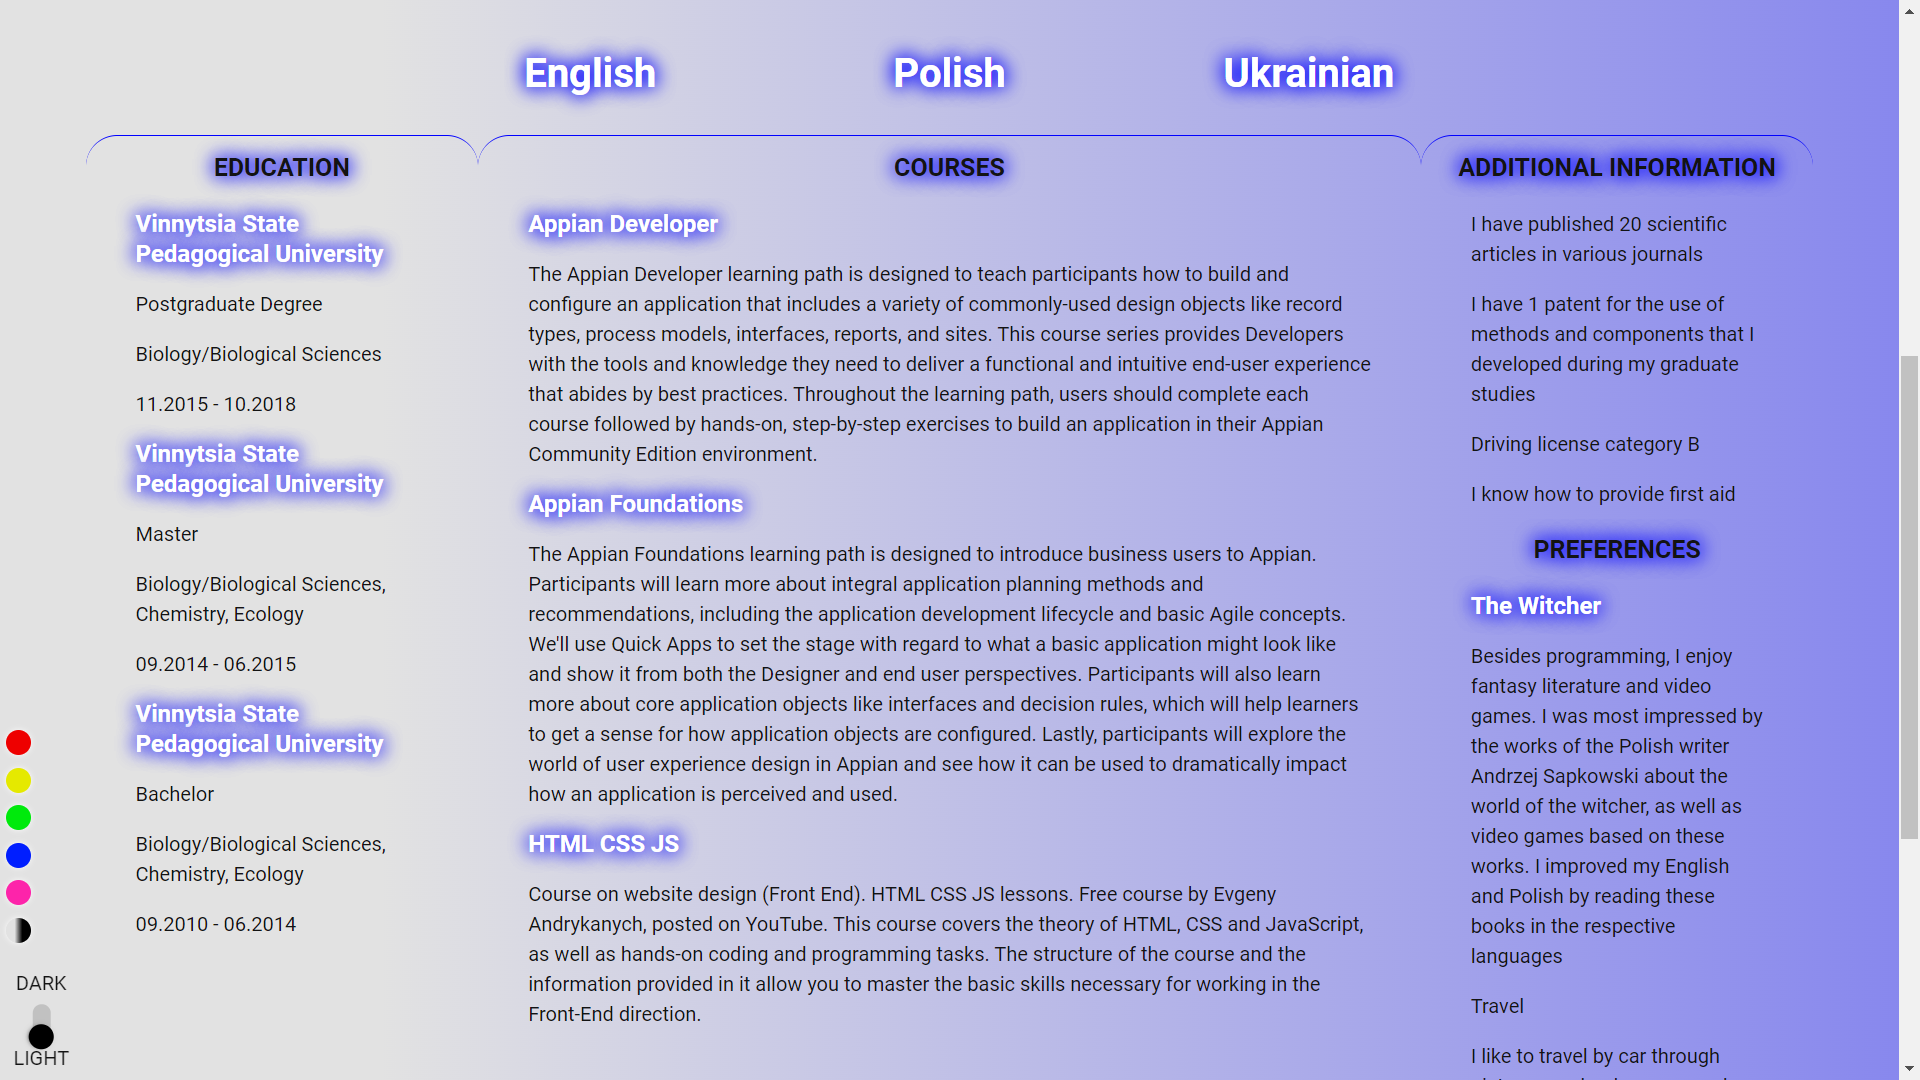 English
Polish
Ukrainian
EDUCATION
Vinnytsia State
Pedagogical University
Postgraduate Degree
Biology/Biological Sciences
11.2015 - 10.2018
Vinnytsia State
Pedagogical University
Master
Biology/Biological Sciences,
Chemistry, Ecology
09.2014 - 06.2015
Vinnytsia State
Pedagogical University
Bachelor
Biology/Biological Sciences,
Chemistry, Ecology
09.2010 - 06.2014
COURSES
Appian Developer
The Appian Developer learning path is designed to teach participants how to build and
configure an application that includes a variety of commonly-used design objects like record
types, process models, interfaces, reports, and sites. This course series provides Developers
with the tools and knowledge they need to deliver a functional and intuitive end-user experience
that abides by best practices. Throughout the learning path, users should complete each
course followed by hands-on, step-by-step exercises to build an application in their Appian
Community Edition environment.
Appian Foundations
The Appian Foundations learning path is designed to introduce business users to Appian.
Participants will learn more about integral application planning methods and
recommendations, including the application development lifecycle and basic Agile concepts.
We'll use Quick Apps to set the stage with regard to what a basic application might look like
and show it from both the Designer and end user perspectives. Participants will also learn
more about core application objects like interfaces and decision rules, which will help learners
to get a sense for how application objects are configured. Lastly, participants will explore the
world of user experience design in Appian and see how it can be used to dramatically impact
how an application is perceived and used.
HTML CSS JS
Course on website design (Front End). HTML CSS JS lessons. Free course by Evgeny
Andrykanych, posted on YouTube. This course covers the theory of HTML, CSS and JavaScript,
as well as hands-on coding and programming tasks. The structure of the course and the
information provided in it allow you to master the basic skills necessary for working in the
Front-End direction.
ADDITIONAL INFORMATION
I have published 20 scientific
articles in various journals
I have 1 patent for the use of
methods and components that I
developed during my graduate
studies
Driving license category B
I know how to provide first aid
PREFERENCES
The Witcher
Besides programming, I enjoy
fantasy literature and video
games. I was most impressed by
the works of the Polish writer
Andrzej Sapkowski about the
world of the witcher, as well as
video games based on these
works. I improved my English
and Polish by reading these
books in the respective
languages
Travel
I like to travel by car through
DARK
LIGHT